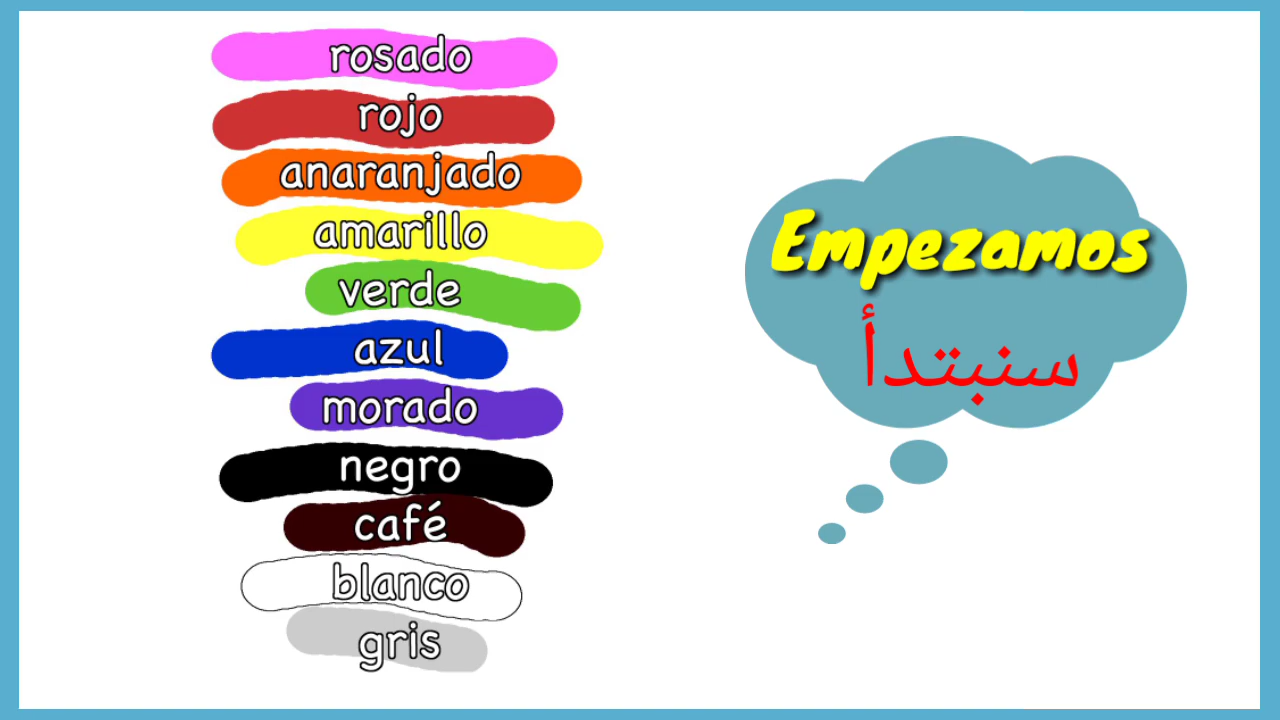 rosado
rojo
anaranjado
amarillo
verde
azul
morado
negro
café
blanco
gris
Empezamos
سنبتدأ